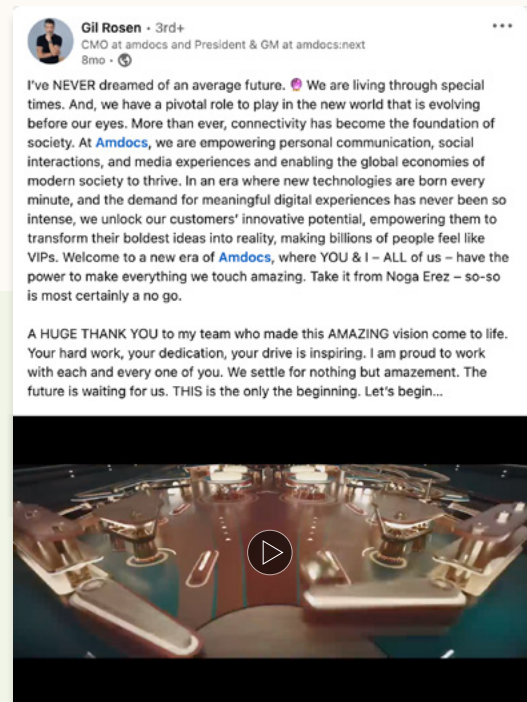 Gil Rosen • 3rd+
CMO at amdocs and President & GM at amdocs:next
8mo •
I've NEVER dreamed of an average future. 🔮 We are living through special
times. And, we have a pivotal role to play in the new world that is evolving
before our eyes. More than ever, connectivity has become the foundation of
society. At Amdocs, we are empowering personal communication, social
interactions, and media experiences and enabling the global economies of
modern society to thrive. In an era where new technologies are born every
minute, and the demand for meaningful digital experiences has never been so
intense, we unlock our customers' innovative potential, empowering them to
transform their boldest ideas into reality, making billions of people feel like
VIPs. Welcome to a new era of Amdocs, where YOU & I – ALL of us – have the
power to make everything we touch amazing. Take it from Noga Erez – so-so
is most certainly a no go.
A HUGE THANK YOU to my team who made this AMAZING vision come to life.
Your hard work, your dedication, your drive is inspiring. I am proud to work
with each and every one of you. We settle for nothing but amazement. The
future is waiting for us. THIS is the only the beginning. Let's begin...